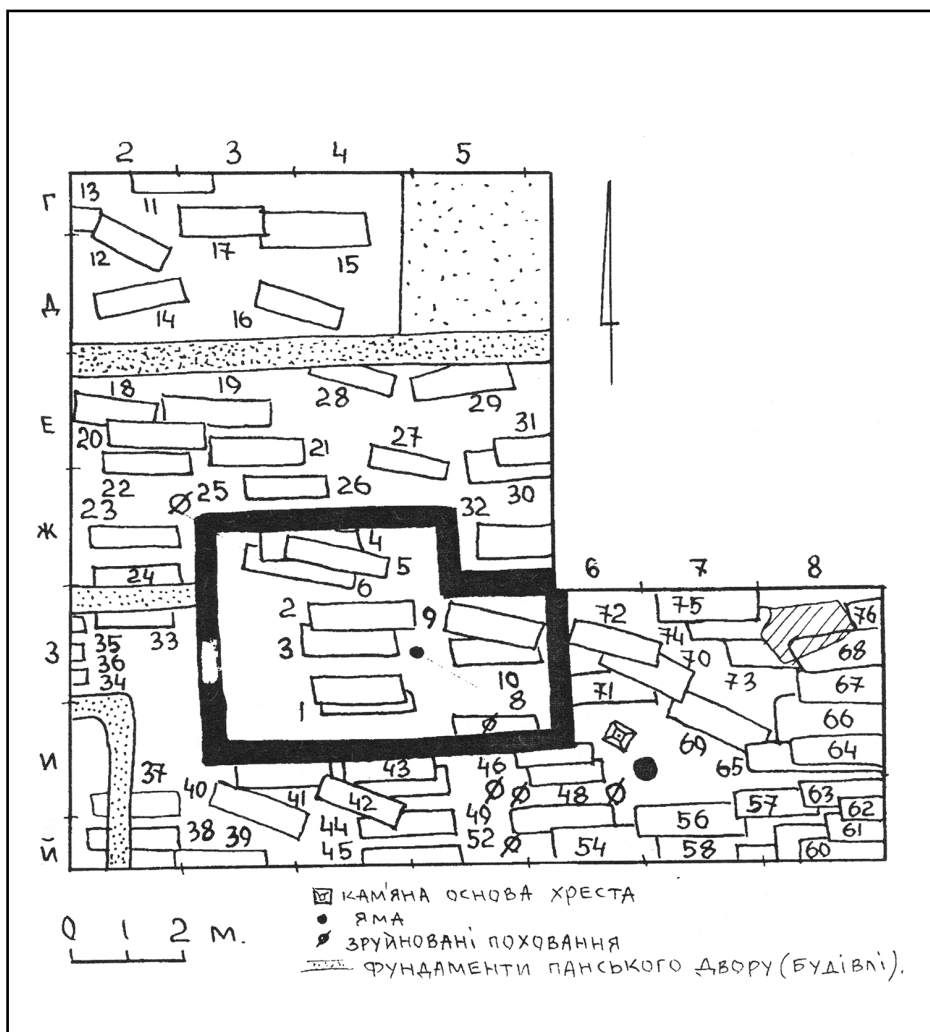 2 3 4 5
Г
13 11
12 17 15
Д
14 16
18 19 28 29
Е
20 21 27 31
22 25 26 30
23 32
Ж
4 5
24 6
6 7 8
2 9 72 75 76
З
35 33 3 74 70 68
36 10 73 67
34 71
1 8 66
69
И
37 40 41 43 46 65 64
42 48 57 63
44 49 56 62
38 39 52 61
Й
45 54 58 60
КАМ'ЯНА ОСНОВА ХРЕСТА
ЯМА
ЗРУЙНОВАНІ ПОХОВАННЯ
ФУНДАМЕНТИ ПАНСЬКОГО ДВОРУ (БУДІВЛІ).
0 1 2 м.